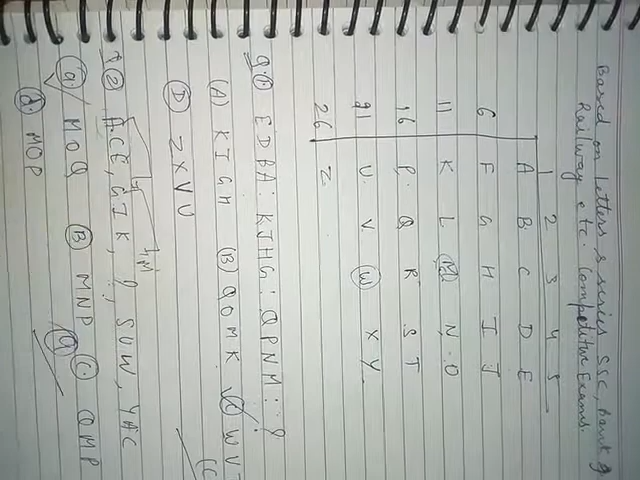 Based on letters & series SSC, Bank &
Railway etc. Competitive Exams.
1 2 3 4 5
A B C D E
6 F G H I J
11 K L M N O
16 P Q R S T
21 U V W X Y
26 Z
Q① EDBA : KJHG : QPNM : ?
(A) KIGH (B) QOMK (C) WVT
(D) ZXVU
Q② ACE, GIK, ?, SUW, YAC
(a) MOQ (B) MNP (C) QMP
(d) MOP